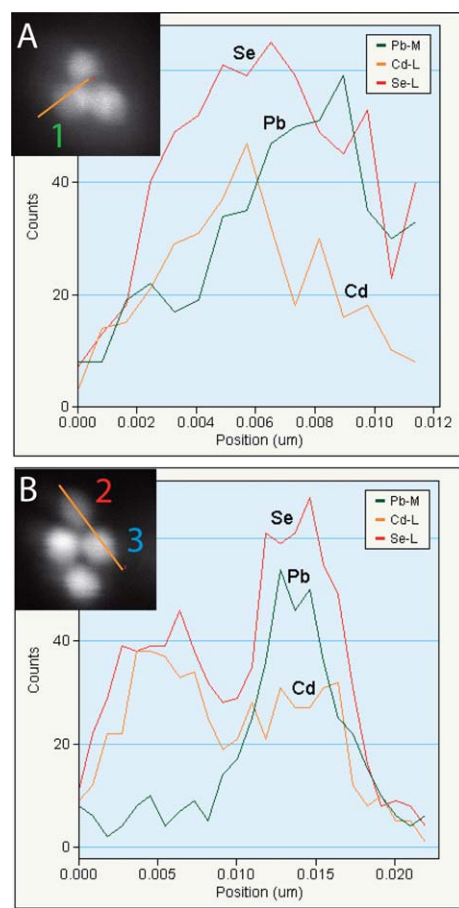 A
1
Se
Pb
Cd
Pb-M
Cd-L
Se-L
Counts
40
20
0
0.000 0.002 0.004 0.006 0.008 0.010 0.012
Position (um)
B
2
3
Se
Pb
Cd
Pb-M
Cd-L
Se-L
Counts
40
20
0
0.000 0.005 0.010 0.015 0.020
Position (um)